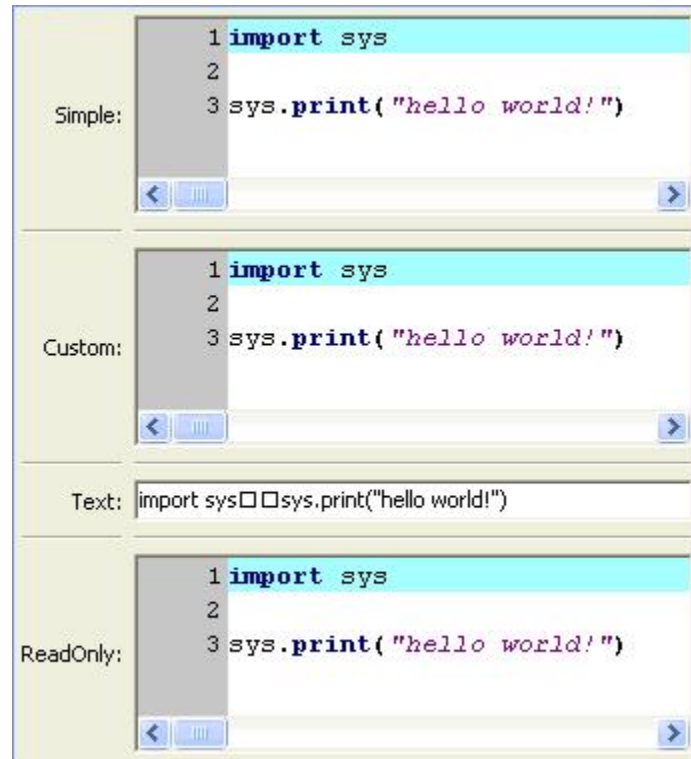 Simple:
1 import sys
2
3 sys.print("hello world!")
Custom:
1 import sys
2
3 sys.print("hello world!")
Text: import sys□□sys.print("hello world!")
ReadOnly:
1 import sys
2
3 sys.print("hello world!")